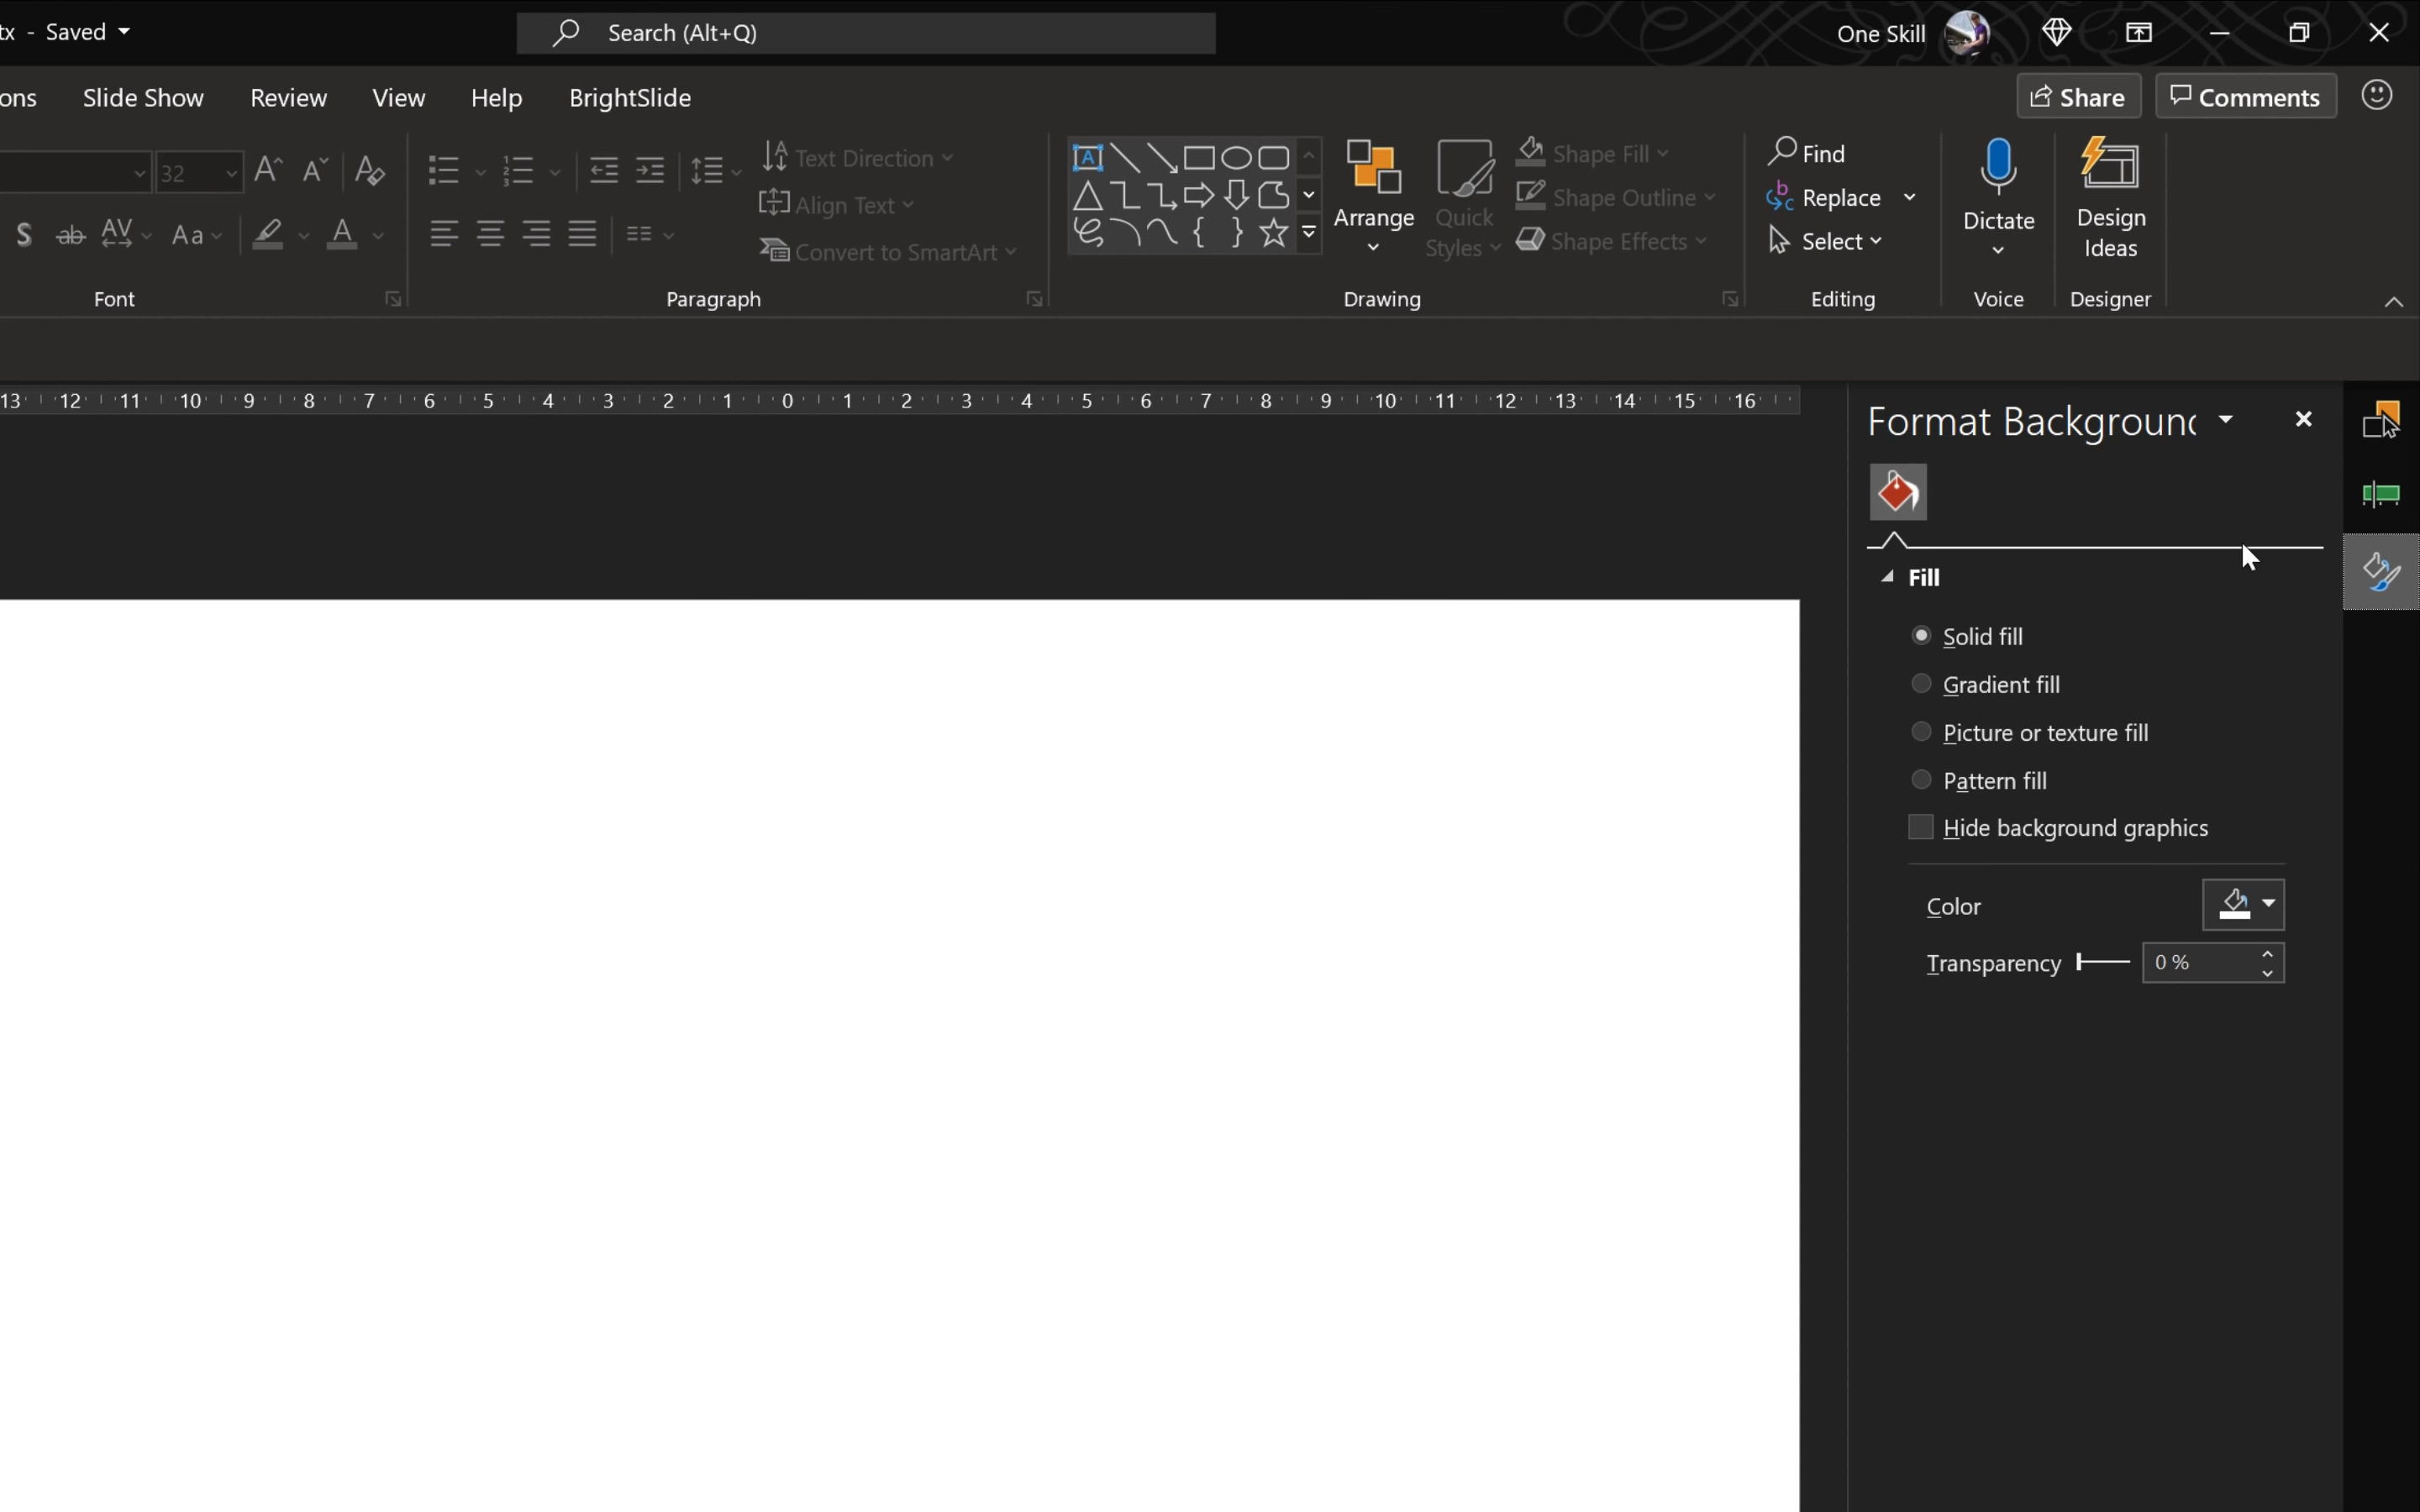 tx - Saved
Search (Alt+Q)
One Skill
ons Slide Show Review View Help BrightSlide
Share Comments
32
Text Direction
Align Text
Convert to SmartArt
Arrange
Quick
Styles
Shape Fill
Shape Outline
Shape Effects
Find
Replace
Select
Dictate
Design
Ideas
Font Paragraph Drawing Editing Voice Designer
13 12 11 10 9 8 7 6 5 4 3 2 1 0 1 2 3 4 5 6 7 8 9 10 11 12 13 14 15 16
Format Background
Fill
Solid fill
Gradient fill
Picture or texture fill
Pattern fill
Hide background graphics
Color
Transparency 0 %